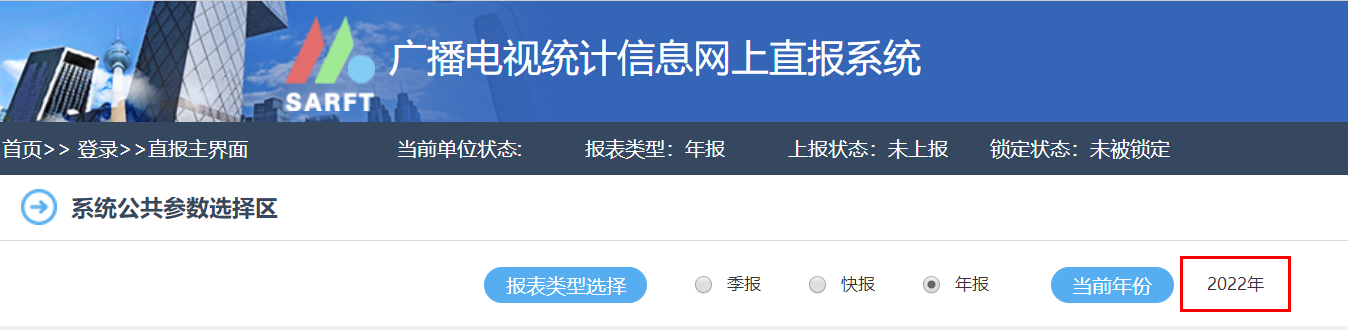 广播电视统计信息网上直报系统
SARFT
首页>> 登录>>直报主界面 当前单位状态: 报表类型：年报 上报状态：未上报 锁定状态：未被锁定
系统公共参数选择区
报表类型选择 季报 快报 年报 当前年份 2022年